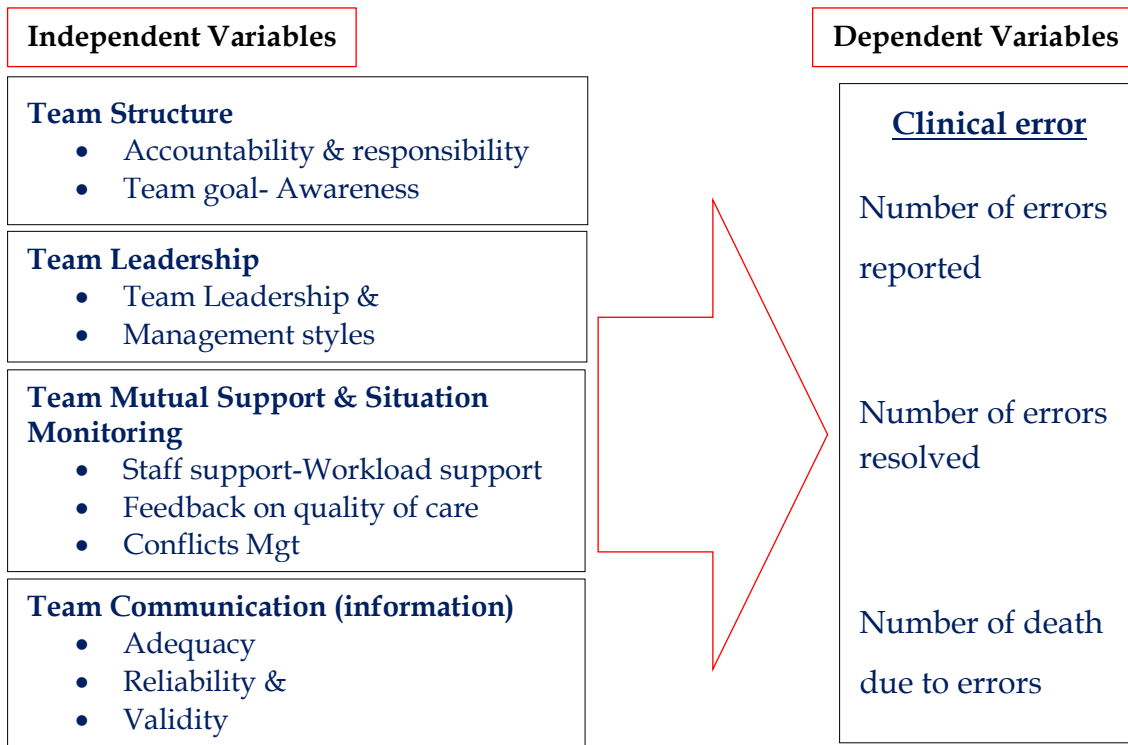 Independent Variables
Dependent Variables
Team Structure
• Accountability & responsibility
• Team goal- Awareness
Team Leadership
• Team Leadership &
• Management styles
Team Mutual Support & Situation
Monitoring
• Staff support-Workload support
• Feedback on quality of care
• Conflicts Mgt
Team Communication (information)
• Adequacy
• Reliability &
• Validity
Clinical error
Number of errors
reported
Number of errors
resolved
Number of death
due to errors